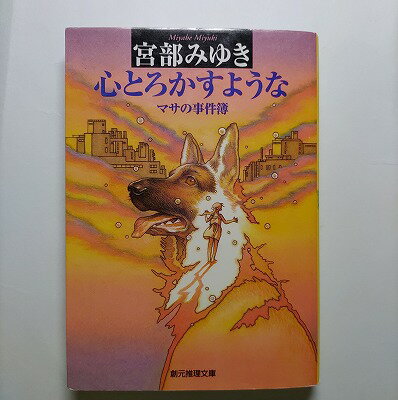 Miyabe Miyuki
宮部みゆき
心とろかすような
マサの事件簿
創元推理文庫